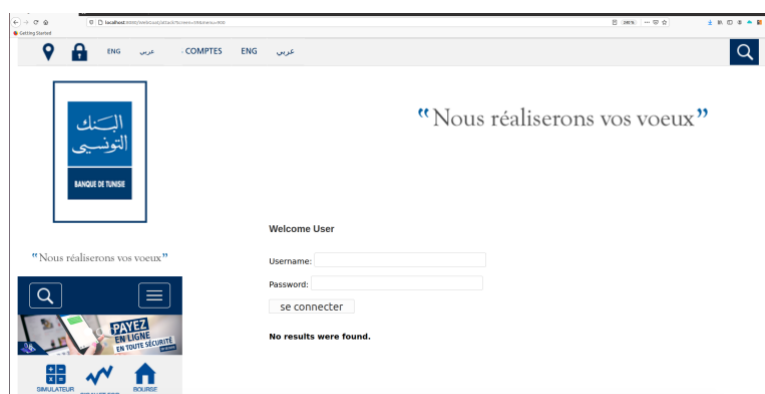 Getting Started
ENG عربي COMPTES ENG عربي
البنك
التونسي
BANQUE DE TUNISIE
“Nous réaliserons vos voeux”
Welcome User
“Nous réaliserons vos voeux”
Username:
Password:
se connecter
PAYEZ
EN LIGNE
EN TOUTE SÉCURITÉ
No results were found.
SIMULATEUR
BOURSE